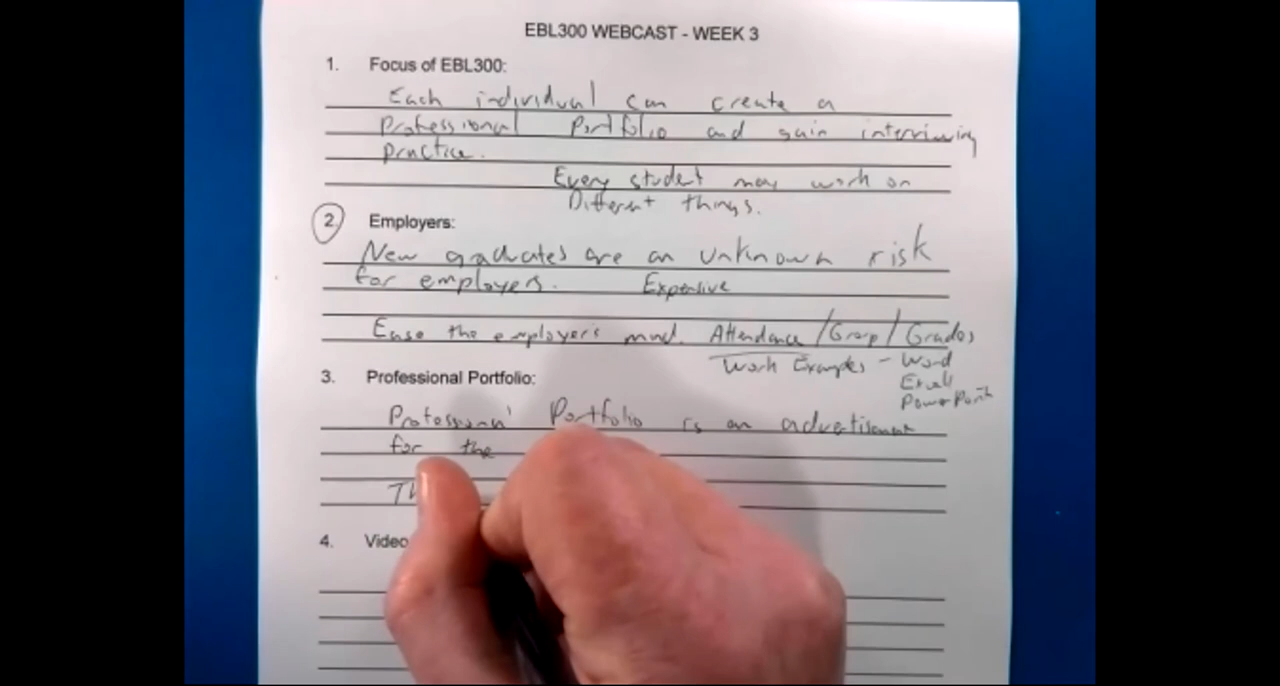 EBL300 WEBCAST - WEEK 3
1. Focus of EBL300:
Each individual can create a
professional portfolio and gain interviewing
practice.
Every student may work on
Different things.
2. Employers:
New graduates are an unknown risk
for employers. Expensive
Ease the employer's mind. Attendance/Group/Grades
Work Examples - Word
Excell
PowerPoint
3. Professional Portfolio:
Professional Portfolio is an advertisement
for the
Th
4. Video